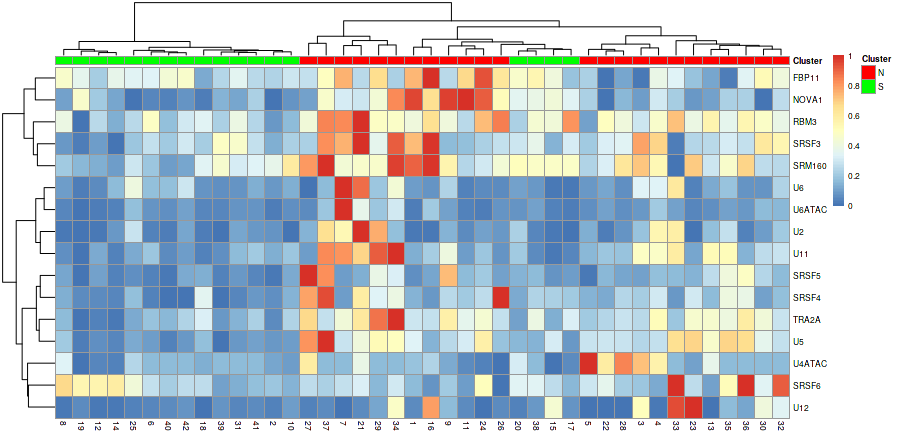 Cluster
1
Cluster
FBP11
N
0.8
S
NOVA1
0.6
RBM3
SRSF3
0.4
SRM160
0.2
U6
0
U6ATAC
U2
U11
SRSF5
SRSF4
TRA2A
U5
U4ATAC
SRSF6
U12
8 19 12 14 25 6 40 42 18 39 31 41 2 10 27 37 7 21 29 34 1 16 9 11 24 26 20 38 15 17 5 22 28 3 4 33 23 13 35 36 30 32